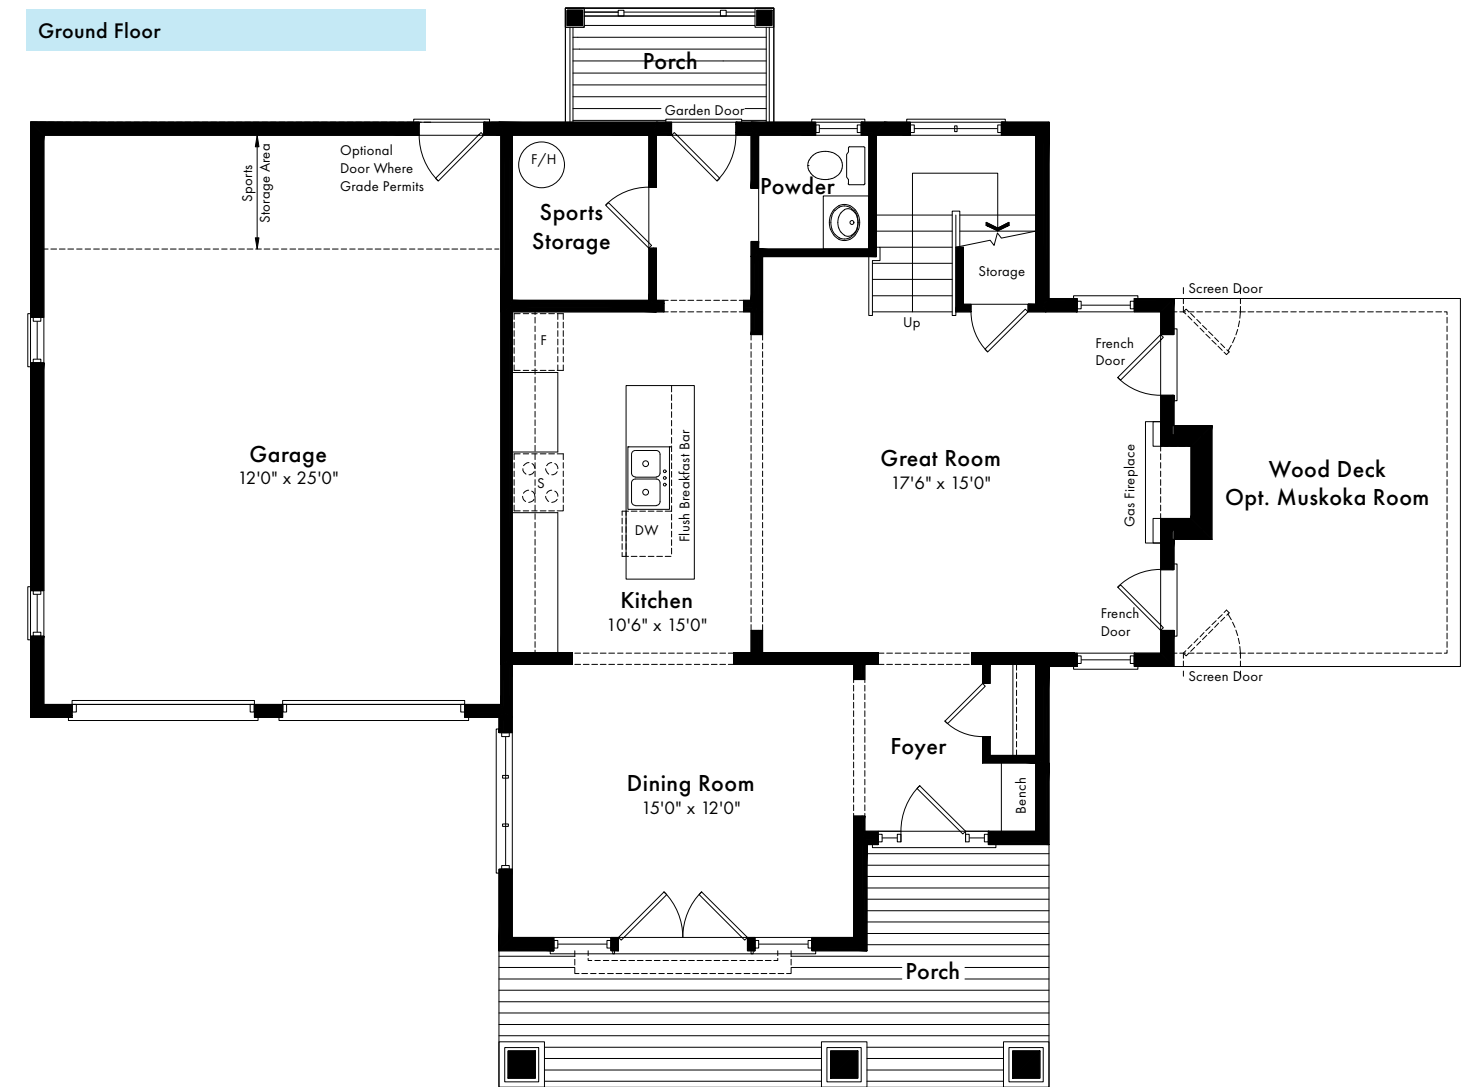 Ground Floor
Porch
Garden Door
Sports
Storage Area
Optional
Door Where
Grade Permits
F/H
Powder
Sports
Storage
Storage
Up
Screen Door
F
French
Door
Garage
12'0" x 25'0"
S
DW
Flush Breakfast Bar
Great Room
17'6" x 15'0"
Gas Fireplace
Wood Deck
Opt. Muskoka Room
Kitchen
10'6" x 15'0"
French
Door
Screen Door
Foyer
Bench
Dining Room
15'0" x 12'0"
Porch